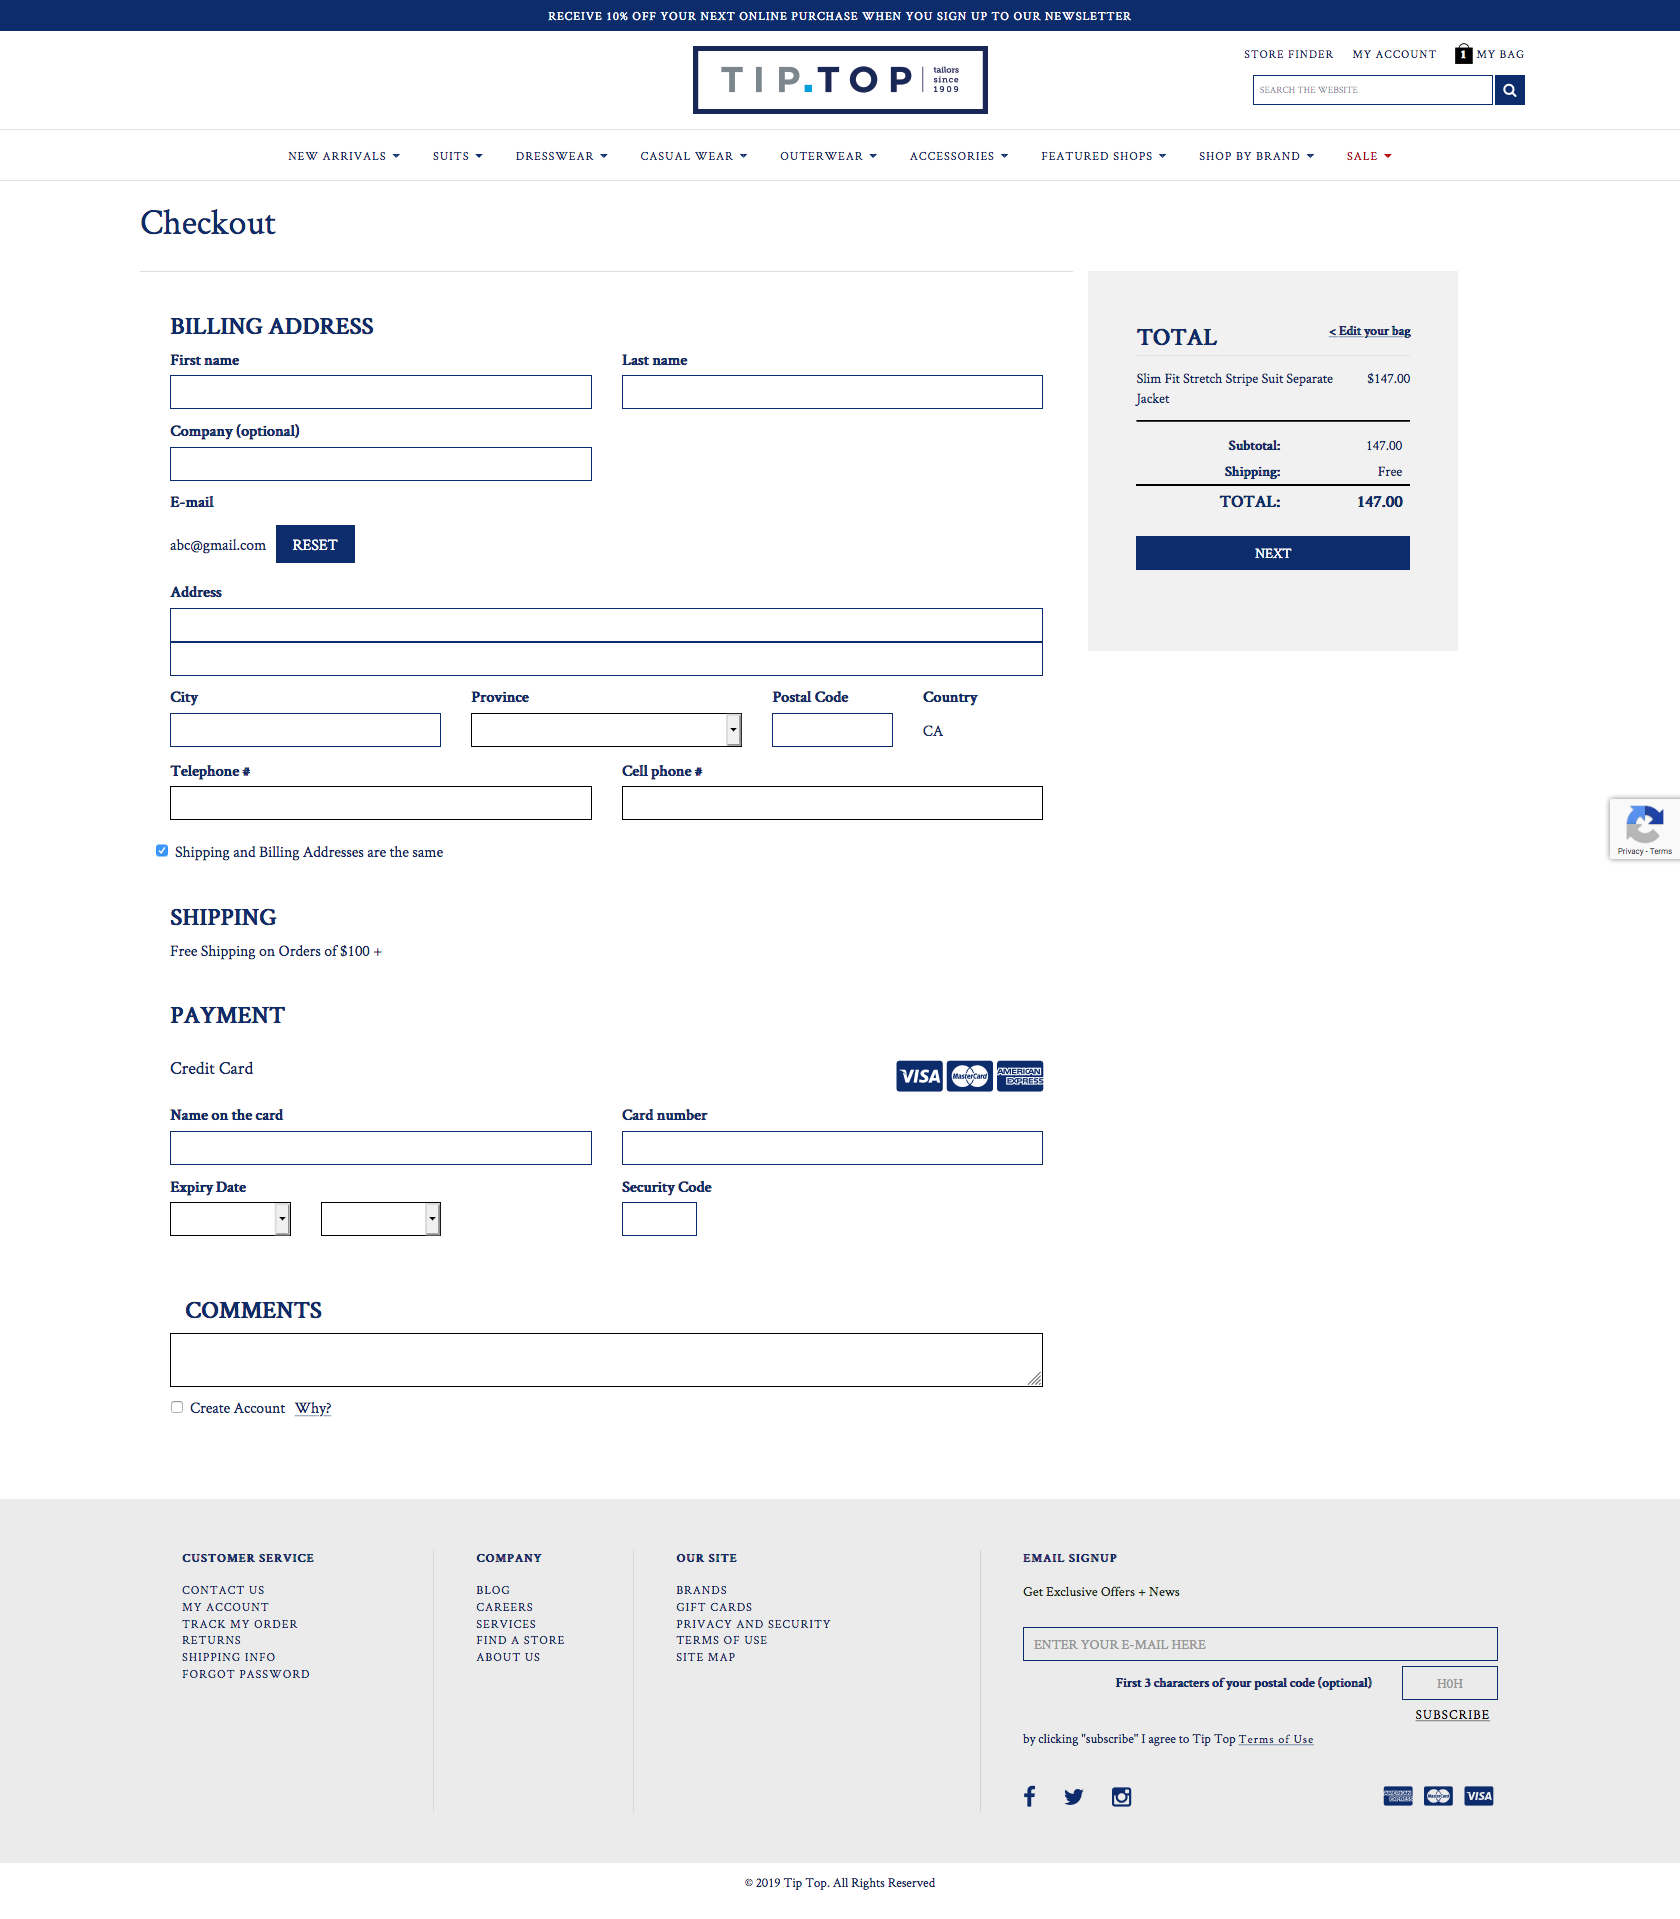 RECEIVE 10% OFF YOUR NEXT ONLINE PURCHASE WHEN YOU SIGN UP TO OUR NEWSLETTER
TIP.TOP
tailors
since
1909
STORE FINDER MY ACCOUNT 1 MY BAG
SEARCH THE WEBSITE
NEW ARRIVALS SUITS DRESSWEAR CASUAL WEAR OUTERWEAR ACCESSORIES FEATURED SHOPS SHOP BY BRAND SALE
Checkout
BILLING ADDRESS
First name Last name
Company (optional)
E-mail
abc@gmail.com RESET
Address
City Province Postal Code Country
CA
Telephone # Cell phone #
Shipping and Billing Addresses are the same
SHIPPING
Free Shipping on Orders of $100 +
PAYMENT
Credit Card
VISA MasterCard AMERICAN EXPRESS
Name on the card Card number
Expiry Date Security Code
COMMENTS
Create Account Why?
TOTAL < Edit your bag
Slim Fit Stretch Stripe Suit Separate $147.00
Jacket
Subtotal: 147.00
Shipping: Free
TOTAL: 147.00
NEXT
Privacy - Terms
CUSTOMER SERVICE
CONTACT US
MY ACCOUNT
TRACK MY ORDER
RETURNS
SHIPPING INFO
FORGOT PASSWORD
COMPANY
BLOG
CAREERS
SERVICES
FIND A STORE
ABOUT US
OUR SITE
BRANDS
GIFT CARDS
PRIVACY AND SECURITY
TERMS OF USE
SITE MAP
EMAIL SIGNUP
Get Exclusive Offers + News
ENTER YOUR E-MAIL HERE
First 3 characters of your postal code (optional) H0H
SUBSCRIBE
by clicking "subscribe" I agree to Tip Top Terms of Use
AMERICAN EXPRESS MasterCard VISA
© 2019 Tip Top. All Rights Reserved